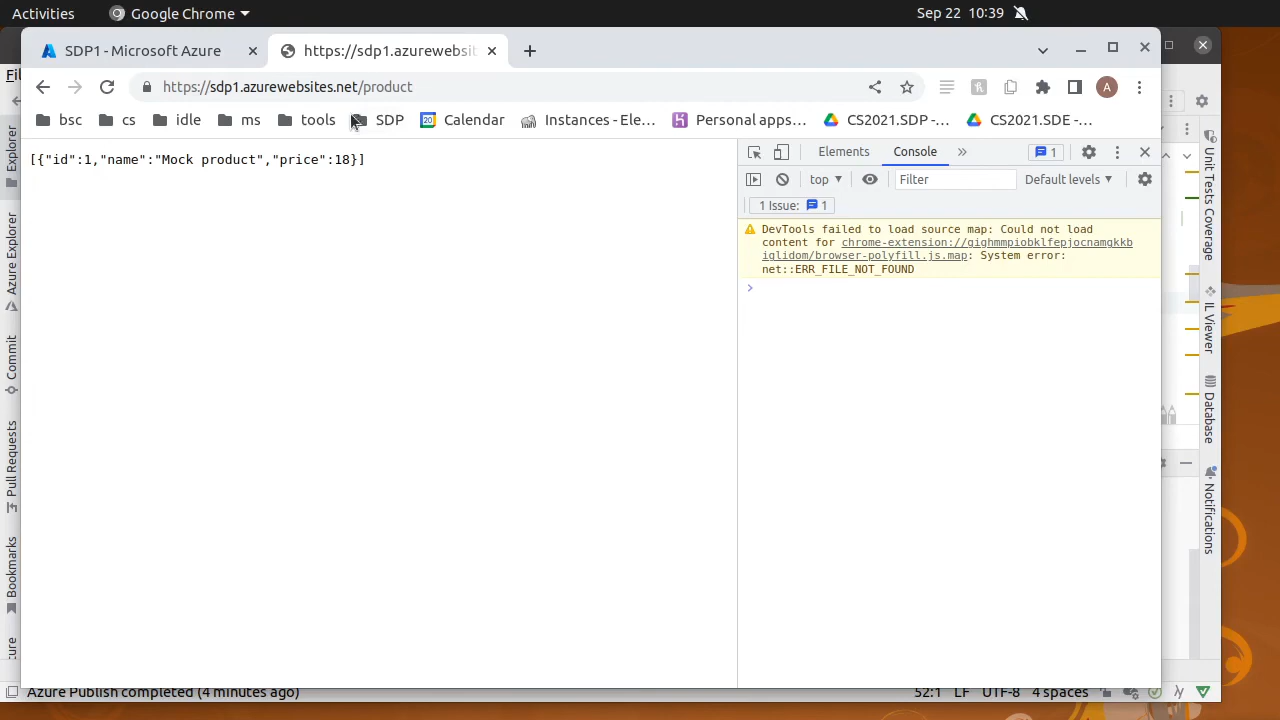 Activities
Google Chrome
Sep 22 10:39
SDP1 - Microsoft Azure
https://sdp1.azurewebsit
https://sdp1.azurewebsites.net/product
A
bsc
cs
idle
ms
tools
SDP
20 Calendar
Instances - Ele...
Personal apps...
CS2021.SDP -...
CS2021.SDE -...
[{"id":1,"name":"Mock product","price":18}]
Elements
Console
1
top
Filter
Default levels
1 Issue: 1
DevTools failed to load source map: Could not load
content for chrome-extension://gighmmpiobklfepjocnamgkkb
iglidom/browser-polyfill.js.map: System error:
net::ERR_FILE_NOT_FOUND
Explorer
Azure Explorer
Commit
Pull Requests
Bookmarks
Unit Tests Coverage
IL Viewer
Database
Notifications
Azure Publish completed (4 minutes ago)
52:1 LF UTF-8 4 spaces